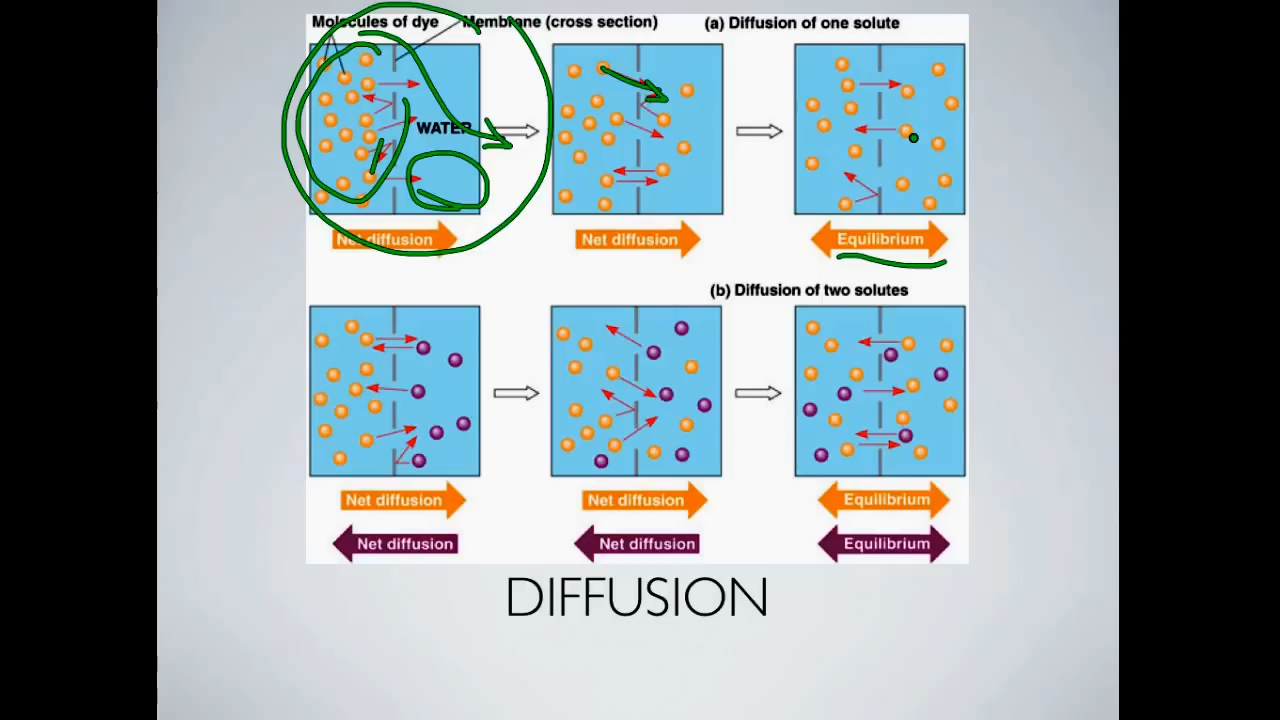 Molecules of dye Membrane (cross section) (a) Diffusion of one solute
WATER
Net diffusion Net diffusion Equilibrium
(b) Diffusion of two solutes
Net diffusion Net diffusion Equilibrium
Net diffusion Net diffusion Equilibrium
DIFFUSION